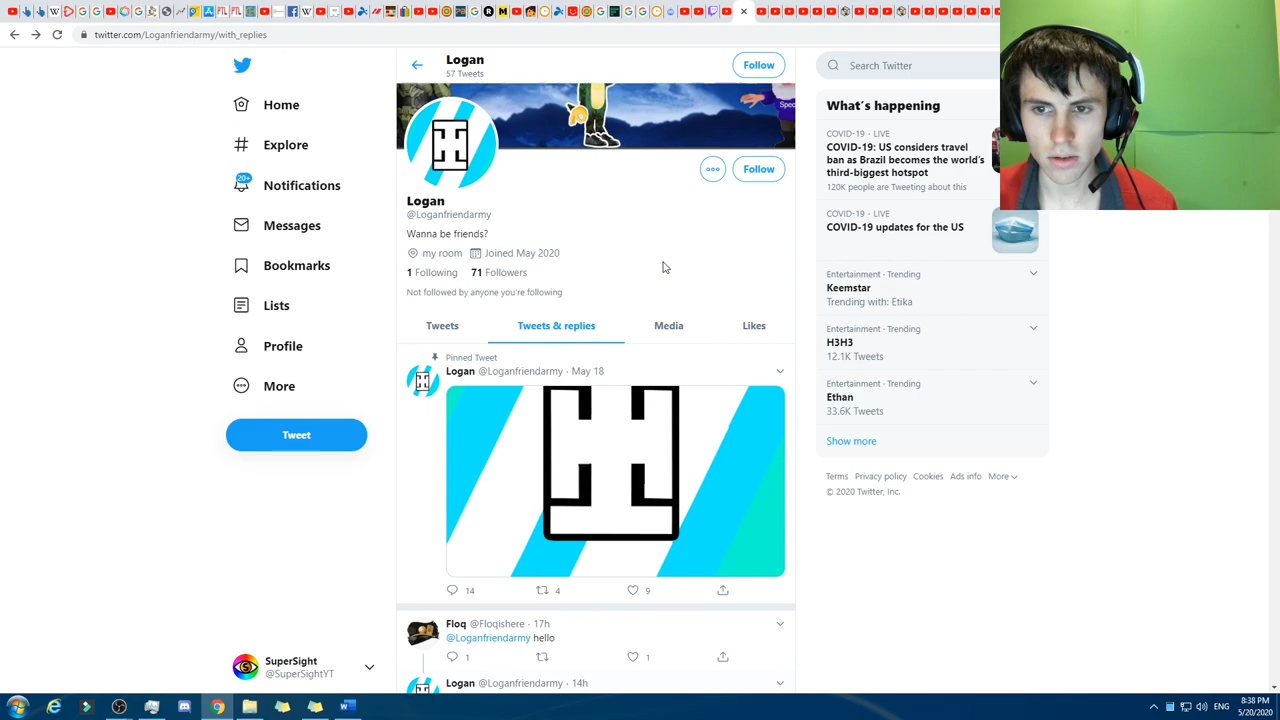 twitter.com/Loganfriendarmy/with_replies
Home
Explore
20+
Notifications
Messages
Bookmarks
Lists
Profile
More
Tweet
SuperSight
@SuperSightYT
Logan
57 Tweets
Follow
Spec
Follow
Logan
@Loganfriendarmy
Wanna be friends?
my room Joined May 2020
1 Following 71 Followers
Not followed by anyone you're following
Tweets Tweets & replies Media Likes
Pinned Tweet
Logan @Loganfriendarmy · May 18
14 4 9
Floq @Floqishere · 17h
@Loganfriendarmy hello
1 1
Logan @Loganfriendarmy · 14h
Search Twitter
What's happening
COVID-19 · LIVE
COVID-19: US considers travel
ban as Brazil becomes the world's
third-biggest hotspot
120K people are Tweeting about this
COVID-19 · LIVE
COVID-19 updates for the US
Entertainment · Trending
Keemstar
Trending with: Etika
Entertainment · Trending
H3H3
12.1K Tweets
Entertainment · Trending
Ethan
33.6K Tweets
Show more
Terms Privacy policy Cookies Ads info More
© 2020 Twitter, Inc.
ENG
8:38 PM
5/20/2020